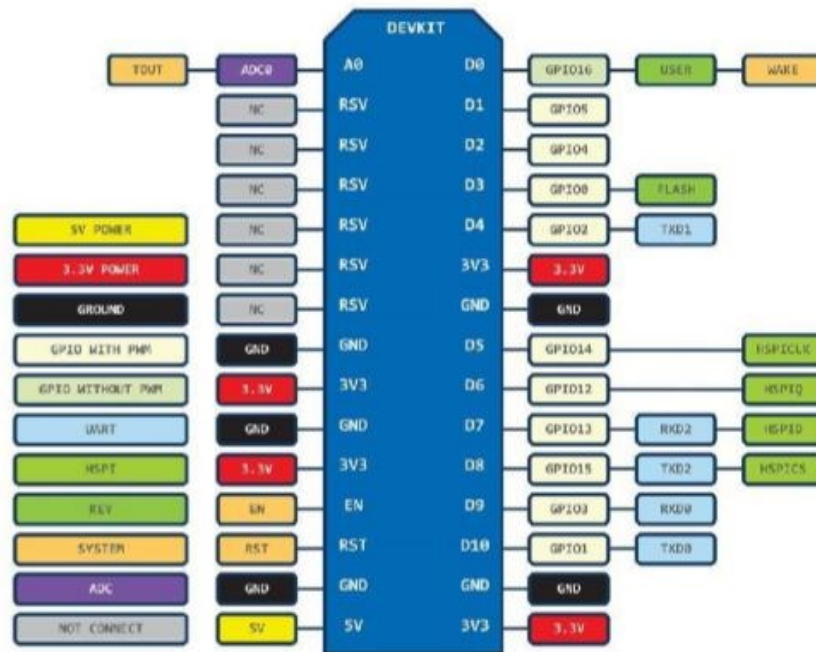 DEVKIT
TOUT ADC0 A0 D0 GPIO16 USER WAKE
NC RSV D1 GPIO5
NC RSV D2 GPIO4
NC RSV D3 GPIO0 FLASH
5V POWER NC RSV D4 GPIO2 TXD1
3.3V POWER NC RSV 3V3 3.3V
GROUND NC RSV GND GND
GPIO WITH PWM GND GND D5 GPIO14 HSPICLK
GPIO WITHOUT PWM 3.3V 3V3 D6 GPIO12 HSPIQ
UART GND GND D7 GPIO13 RXD2 HSPID
HSPI 3.3V 3V3 D8 GPIO15 TXD2 HSPICS
KEY EN EN D9 GPIO3 RXD0
SYSTEM RST RST D10 GPIO1 TXD0
ADC GND GND GND GND
NOT CONNECT 5V 5V 3V3 3.3V